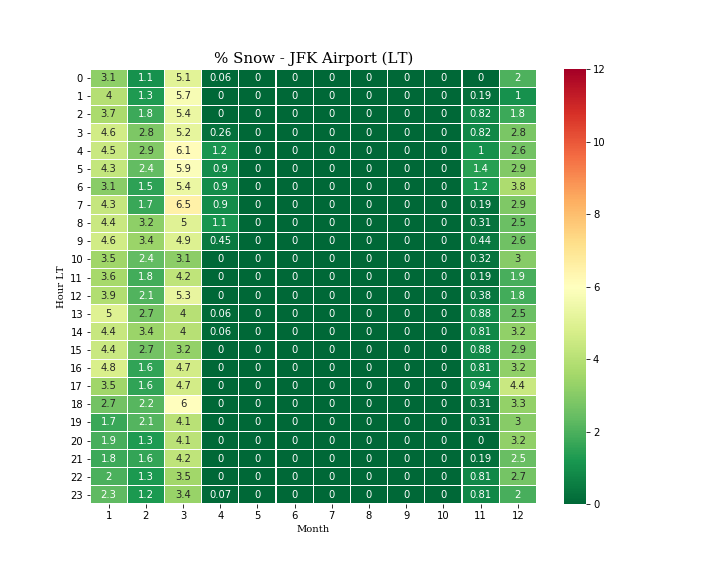 % Snow - JFK Airport (LT)
0 3.1 1.1 5.1 0.06 0 0 0 0 0 0 0 2
1 4 1.3 5.7 0 0 0 0 0 0 0 0.19 1
2 3.7 1.8 5.4 0 0 0 0 0 0 0 0.82 1.8
3 4.6 2.8 5.2 0.26 0 0 0 0 0 0 0.82 2.8
4 4.5 2.9 6.1 1.2 0 0 0 0 0 0 1 2.6
5 4.3 2.4 5.9 0.9 0 0 0 0 0 0 1.4 2.9
6 3.1 1.5 5.4 0.9 0 0 0 0 0 0 1.2 3.8
7 4.3 1.7 6.5 0.9 0 0 0 0 0 0 0.19 2.9
8 4.4 3.2 5 1.1 0 0 0 0 0 0 0.31 2.5
9 4.6 3.4 4.9 0.45 0 0 0 0 0 0 0.44 2.6
10 3.5 2.4 3.1 0 0 0 0 0 0 0 0.32 3
11 3.6 1.8 4.2 0 0 0 0 0 0 0 0.19 1.9
12 3.9 2.1 5.3 0 0 0 0 0 0 0 0.38 1.8
13 5 2.7 4 0.06 0 0 0 0 0 0 0.88 2.5
14 4.4 3.4 4 0.06 0 0 0 0 0 0 0.81 3.2
15 4.4 2.7 3.2 0 0 0 0 0 0 0 0.88 2.9
16 4.8 1.6 4.7 0 0 0 0 0 0 0 0.81 3.2
17 3.5 1.6 4.7 0 0 0 0 0 0 0 0.94 4.4
18 2.7 2.2 6 0 0 0 0 0 0 0 0.31 3.3
19 1.7 2.1 4.1 0 0 0 0 0 0 0 0.31 3
20 1.9 1.3 4.1 0 0 0 0 0 0 0 0 3.2
21 1.8 1.6 4.2 0 0 0 0 0 0 0 0.19 2.5
22 2 1.3 3.5 0 0 0 0 0 0 0 0.81 2.7
23 2.3 1.2 3.4 0.07 0 0 0 0 0 0 0.81 2
1 2 3 4 5 6 7 8 9 10 11 12
Month
Hour LT
12
10
8
6
4
2
0